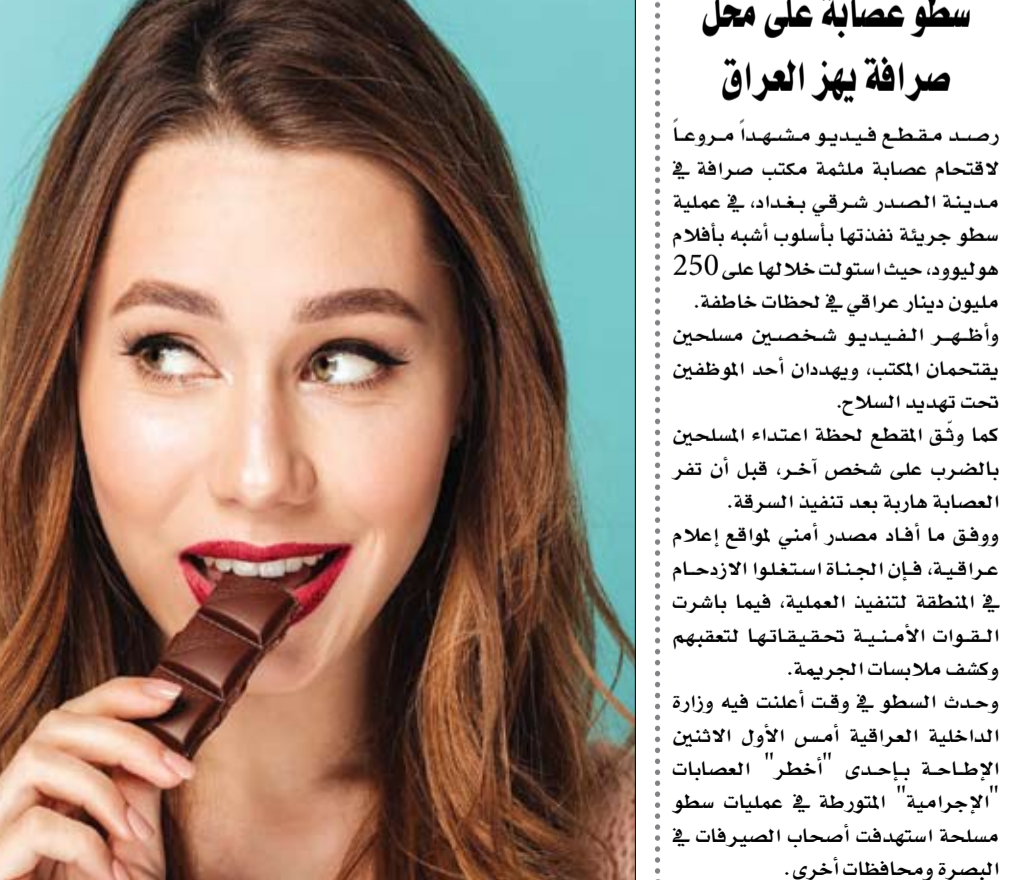 سطو عصابة على محل
صرافة يهز العراق
رصد مقطع فيديو مشهداً مروعاً
لاقتحام عصابة ملثمة مكتب صرافة في
مدينة الصدر شرقي بغداد، في عملية
سطو جريئة نفذتها بأسلوب أشبه بأفلام
هوليوود، حيث استولت خلالها على 250
مليون دينار عراقي في لحظات خاطفة.
وأظهر الفيديو شخصين مسلحين
يقتحمان المكتب، ويهددان أحد الموظفين
تحت تهديد السلاح.
كما وثّق المقطع لحظة اعتداء المسلحين
بالضرب على شخص آخر، قبل أن تفر
العصابة هاربة بعد تنفيذ السرقة.
ووفق ما أفاد مصدر أمني لمواقع إعلام
عراقية، فإن الجناة استغلوا الازدحام
في المنطقة لتنفيذ العملية، فيما باشرت
القوات الأمنية تحقيقاتها لتعقبهم
وكشف ملابسات الجريمة.
وحدث السطو في وقت أعلنت فيه وزارة
الداخلية العراقية أمس الأول الاثنين
الإطاحة بإحدى "أخطر" العصابات
"الإجرامية" المتورطة في عمليات سطو
مسلحة استهدفت أصحاب الصيرفات في
البصرة ومحافظات أخرى.